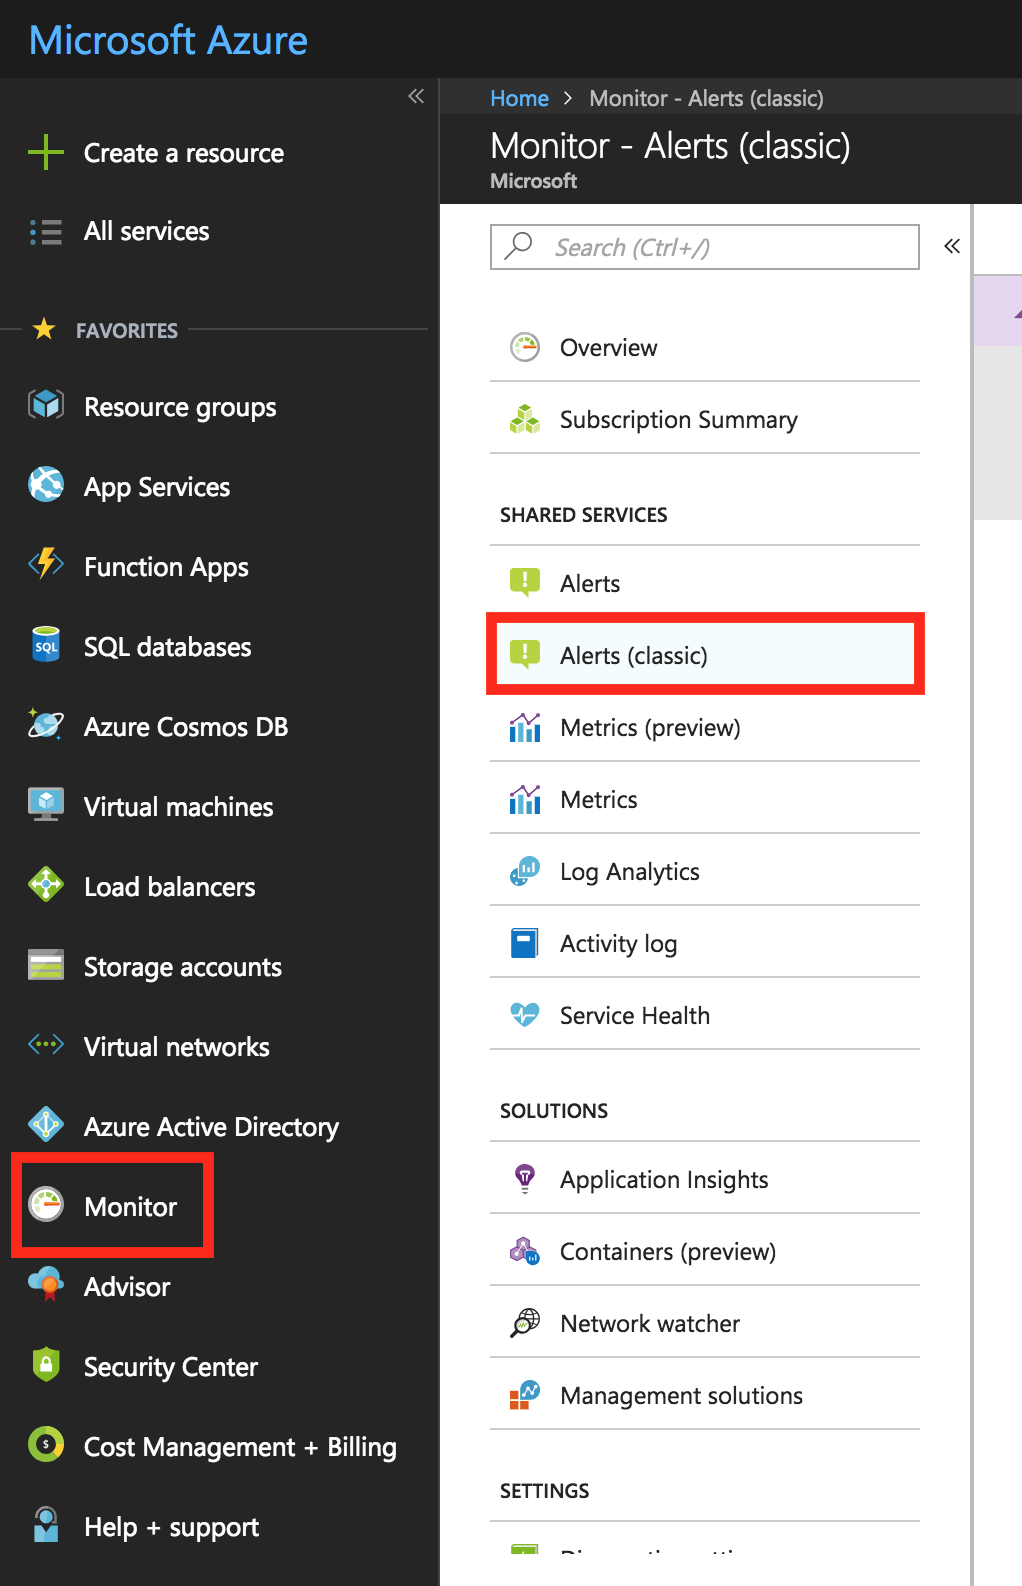 Microsoft Azure
Create a resource
All services
FAVORITES
Resource groups
App Services
Function Apps
SQL
SQL databases
Azure Cosmos DB
Virtual machines
Load balancers
Storage accounts
Virtual networks
Azure Active Directory
Monitor
Advisor
Security Center
$
Cost Management + Billing
Help + support
Home > Monitor - Alerts (classic)
Monitor - Alerts (classic)
Microsoft
Search (Ctrl+/)
Overview
Subscription Summary
SHARED SERVICES
Alerts
Alerts (classic)
Metrics (preview)
Metrics
Log Analytics
Activity log
Service Health
SOLUTIONS
Application Insights
Containers (preview)
Network watcher
Management solutions
SETTINGS